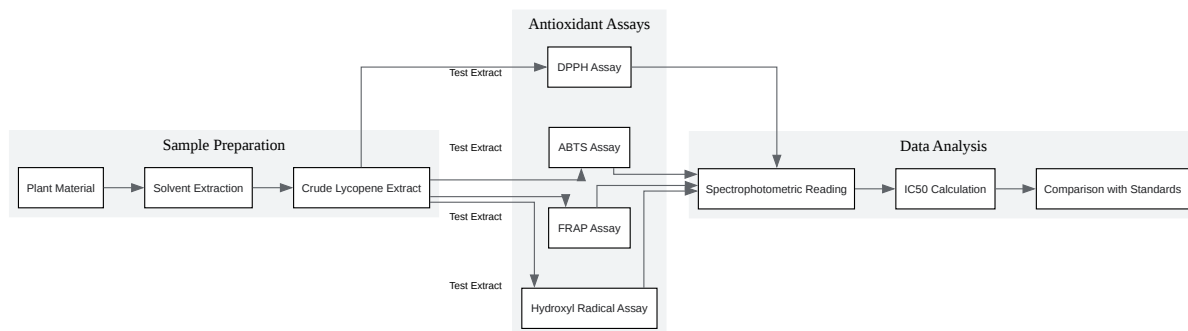 Sample Preparation
Plant Material
Solvent Extraction
Crude Lycopene Extract
Test Extract
Test Extract
Test Extract
Test Extract
Antioxidant Assays
DPPH Assay
ABTS Assay
FRAP Assay
Hydroxyl Radical Assay
Data Analysis
Spectrophotometric Reading
IC50 Calculation
Comparison with Standards